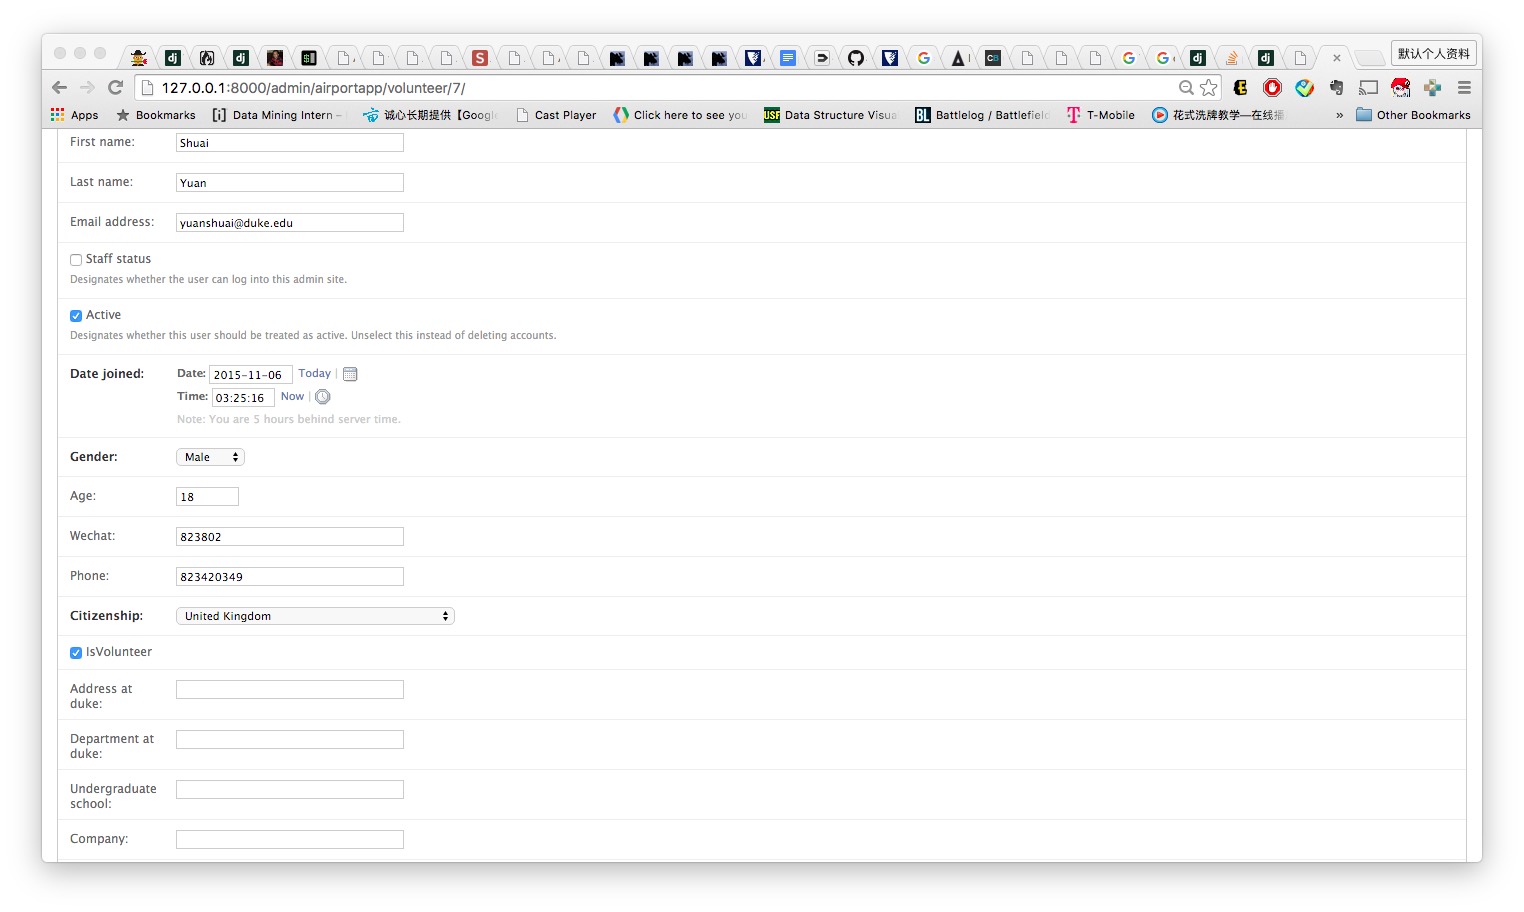 默认个人资料
127.0.0.1:8000/admin/airportapp/volunteer/7/
Apps Bookmarks Data Mining Intern – 诚心长期提供【Google Cast Player Click here to see you Data Structure Visua Battlelog / Battlefield T-Mobile 花式洗牌教学—在线播 » Other Bookmarks
First name: Shuai
Last name: Yuan
Email address: yuanshuai@duke.edu
Staff status
Designates whether the user can log into this admin site.
Active
Designates whether this user should be treated as active. Unselect this instead of deleting accounts.
Date joined: Date: 2015-11-06 Today |
Time: 03:25:16 Now |
Note: You are 5 hours behind server time.
Gender: Male
Age: 18
Wechat: 823802
Phone: 823420349
Citizenship: United Kingdom
IsVolunteer
Address at
duke:
Department at
duke:
Undergraduate
school:
Company: